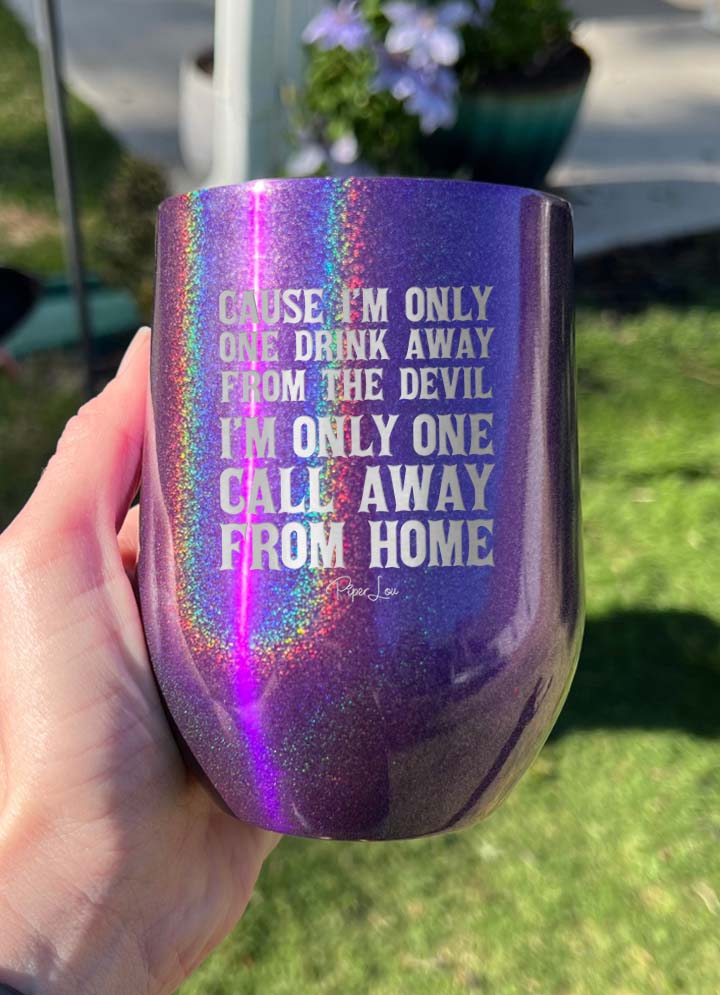 CAUSE I'M ONLY
ONE DRINK AWAY
FROM THE DEVIL
I'M ONLY ONE
CALL AWAY
FROM HOME
Piper Lou